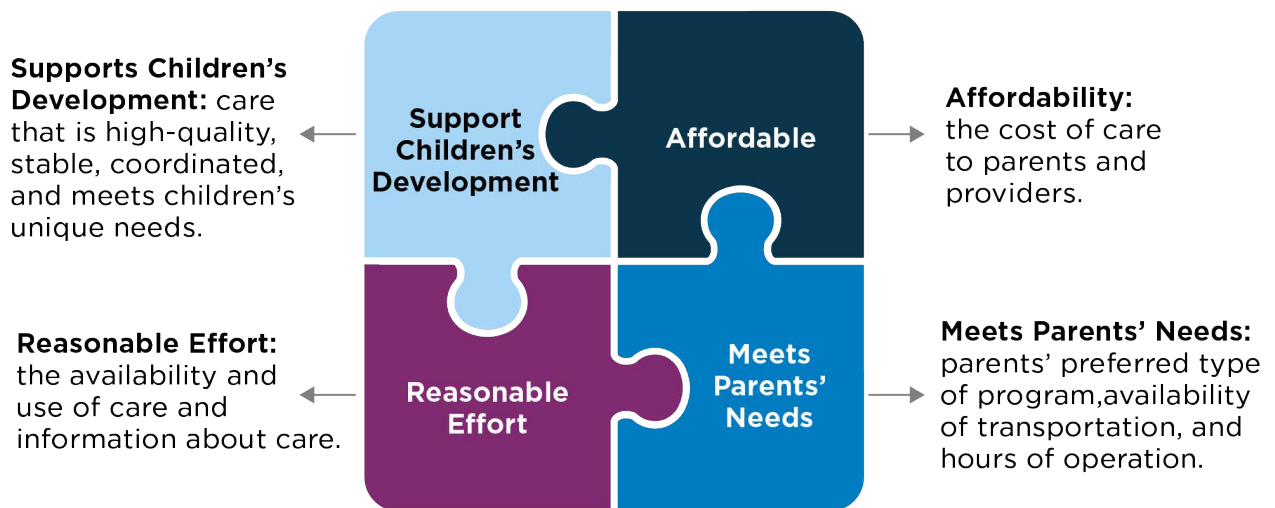 Supports Children's
Development: care
that is high-quality,
stable, coordinated,
and meets children's
unique needs.
Support
Children's
Development
Affordable
Affordability:
the cost of care
to parents and
providers.
Reasonable Effort:
the availability and
use of care and
information about care.
Reasonable
Effort
Meets
Parents'
Needs
Meets Parents' Needs:
parents' preferred type
of program,availability
of transportation, and
hours of operation.